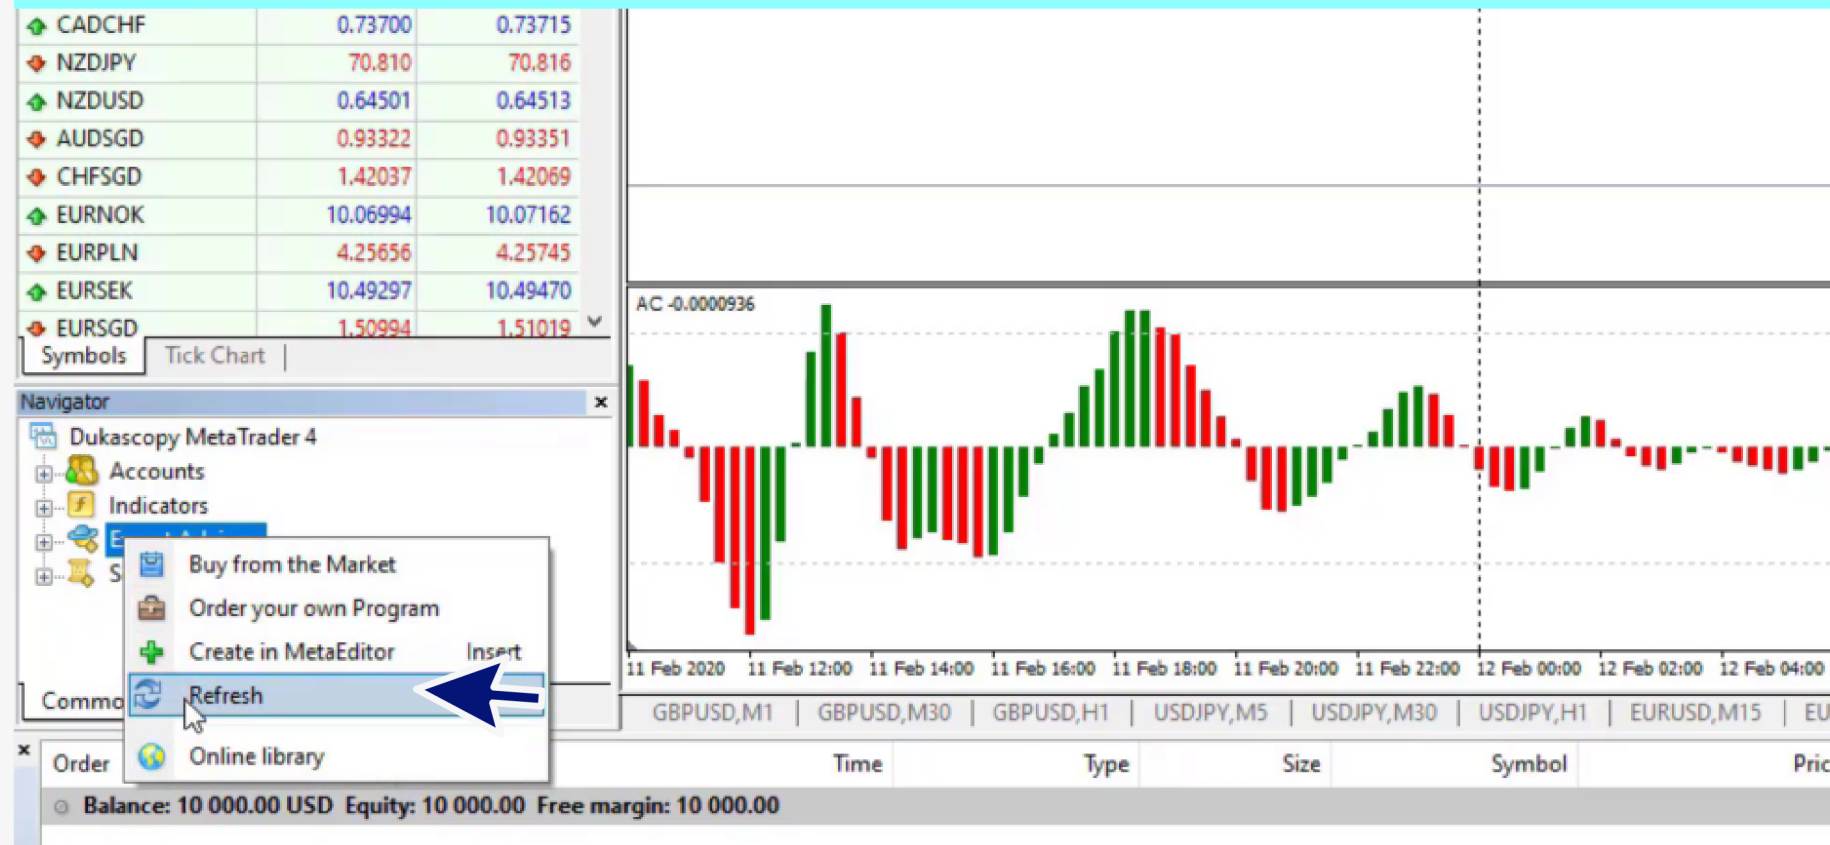 CADCHF 0.73700 0.73715
NZDJPY 70.810 70.816
NZDUSD 0.64501 0.64513
AUDSGD 0.93322 0.93351
CHFSGD 1.42037 1.42069
EURNOK 10.06994 10.07162
EURPLN 4.25656 4.25745
EURSEK 10.49297 10.49470
EURSGD 1.50994 1.51019
Symbols Tick Chart
Navigator
Dukascopy MetaTrader 4
Accounts
Indicators
Buy from the Market
Order your own Program
Create in MetaEditor Insert
Refresh
Online library
AC -0.0000936
11 Feb 2020 11 Feb 12:00 11 Feb 14:00 11 Feb 16:00 11 Feb 18:00 11 Feb 20:00 11 Feb 22:00 12 Feb 00:00 12 Feb 02:00 12 Feb 04:00
GBPUSD,M1 GBPUSD,M30 GBPUSD,H1 USDJPY,M5 USDJPY,M30 USDJPY,H1 EURUSD,M15
Order Time Type Size Symbol
Balance: 10 000.00 USD Equity: 10 000.00 Free margin: 10 000.00